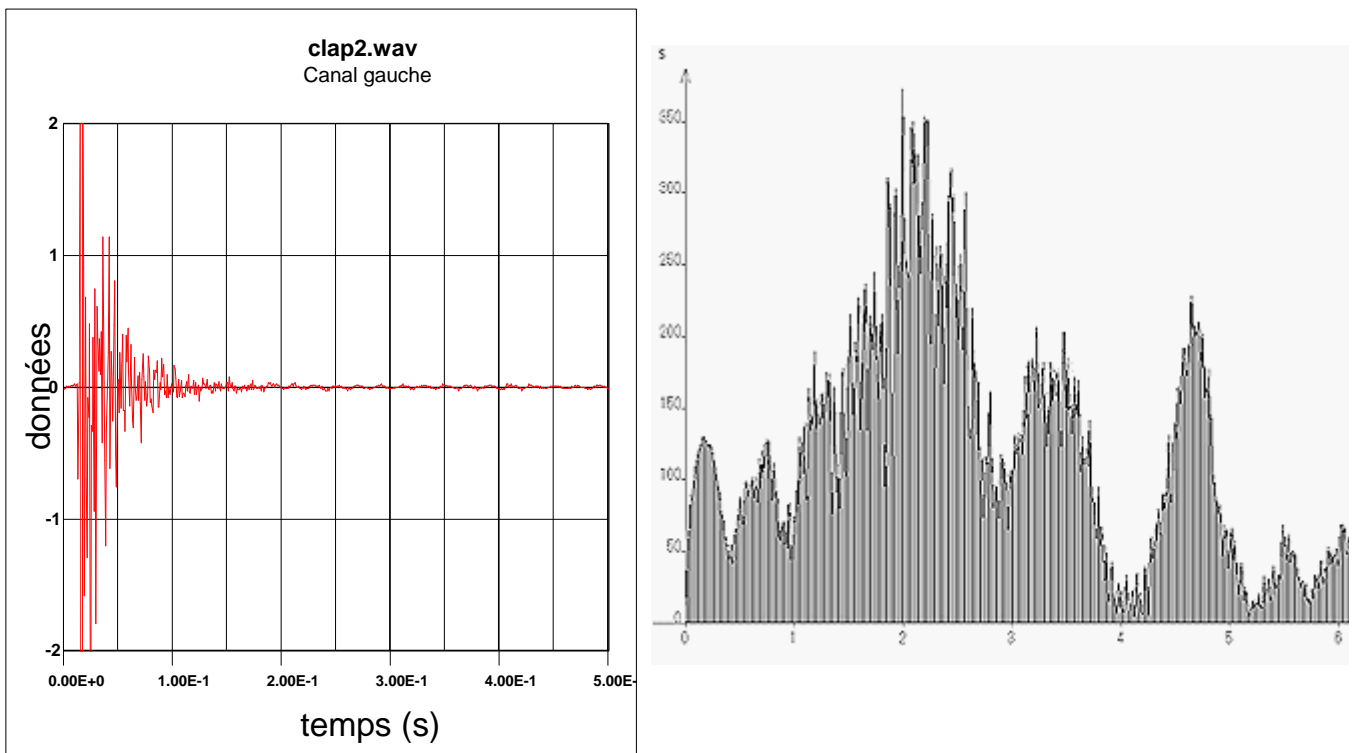 clap2.wav
Canal gauche
2
1
0
-1
-2
données
0.00E+0 1.00E-1 2.00E-1 3.00E-1 4.00E-1 5.00E-
temps (s)
$
350.
300.
250.
200.
150.
100.
50.
0
0 1 2 3 4 5 6